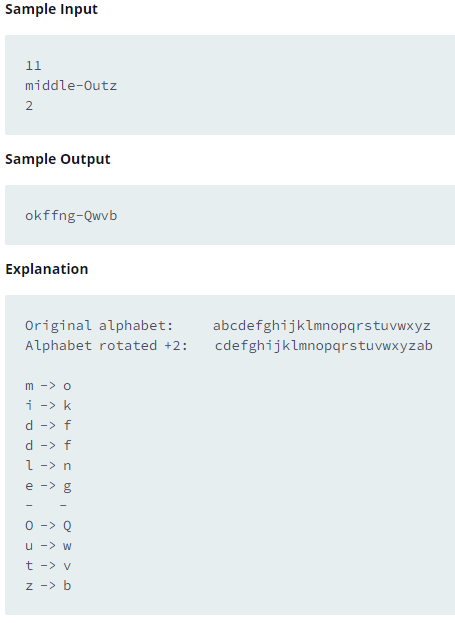 Sample Input
11
middle-Outz
2
Sample Output
okffng-Qwvb
Explanation
Original alphabet: abcdefghijklmnopqrstuvwxyz
Alphabet rotated +2: cdefghijklmnopqrstuvwxyzab
m -> o
i -> k
d -> f
d -> f
l -> n
e -> g
- -
O -> Q
u -> w
t -> v
z -> b